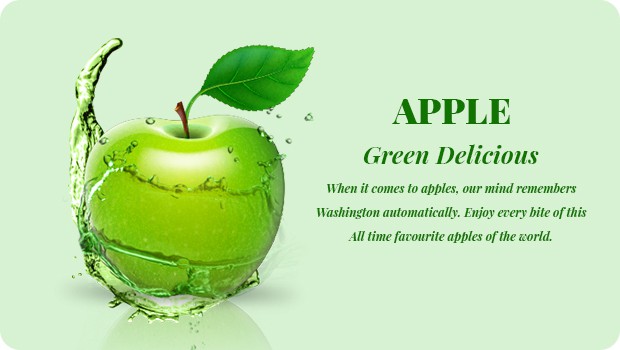 APPLE
Green Delicious
When it comes to apples, our mind remembers
Washington automatically. Enjoy every bite of this
All time favourite apples of the world.